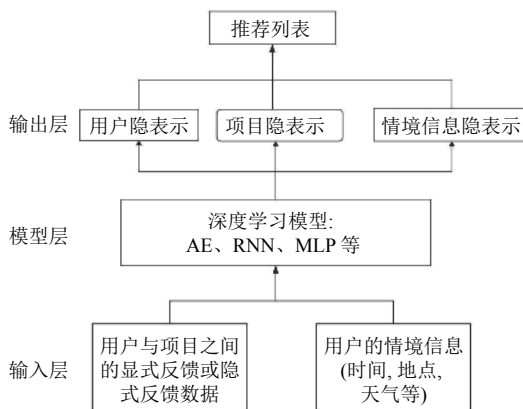 推荐列表
输出层
用户隐表示
项目隐表示
情境信息隐表示
模型层
深度学习模型:
AE、RNN、MLP 等
输入层
用户与项目之间
的显式反馈或隐
式反馈数据
用户的情境信息
(时间, 地点,
天气等)